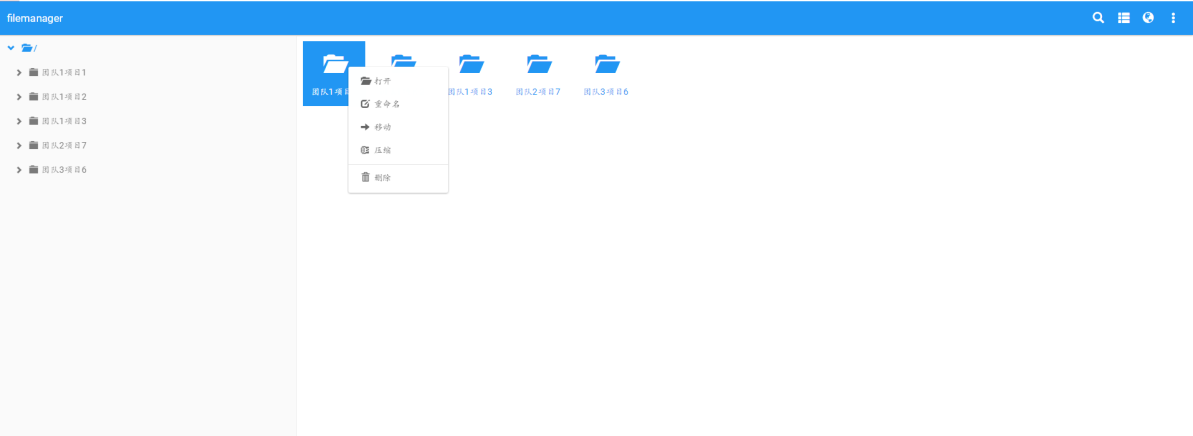 filemanager
/
团队1项目1
团队1项目2
团队1项目3
团队2项目7
团队3项目6
团队1项目
团队1项目3
团队2项目7
团队3项目6
打开
重命名
移动
压缩
删除